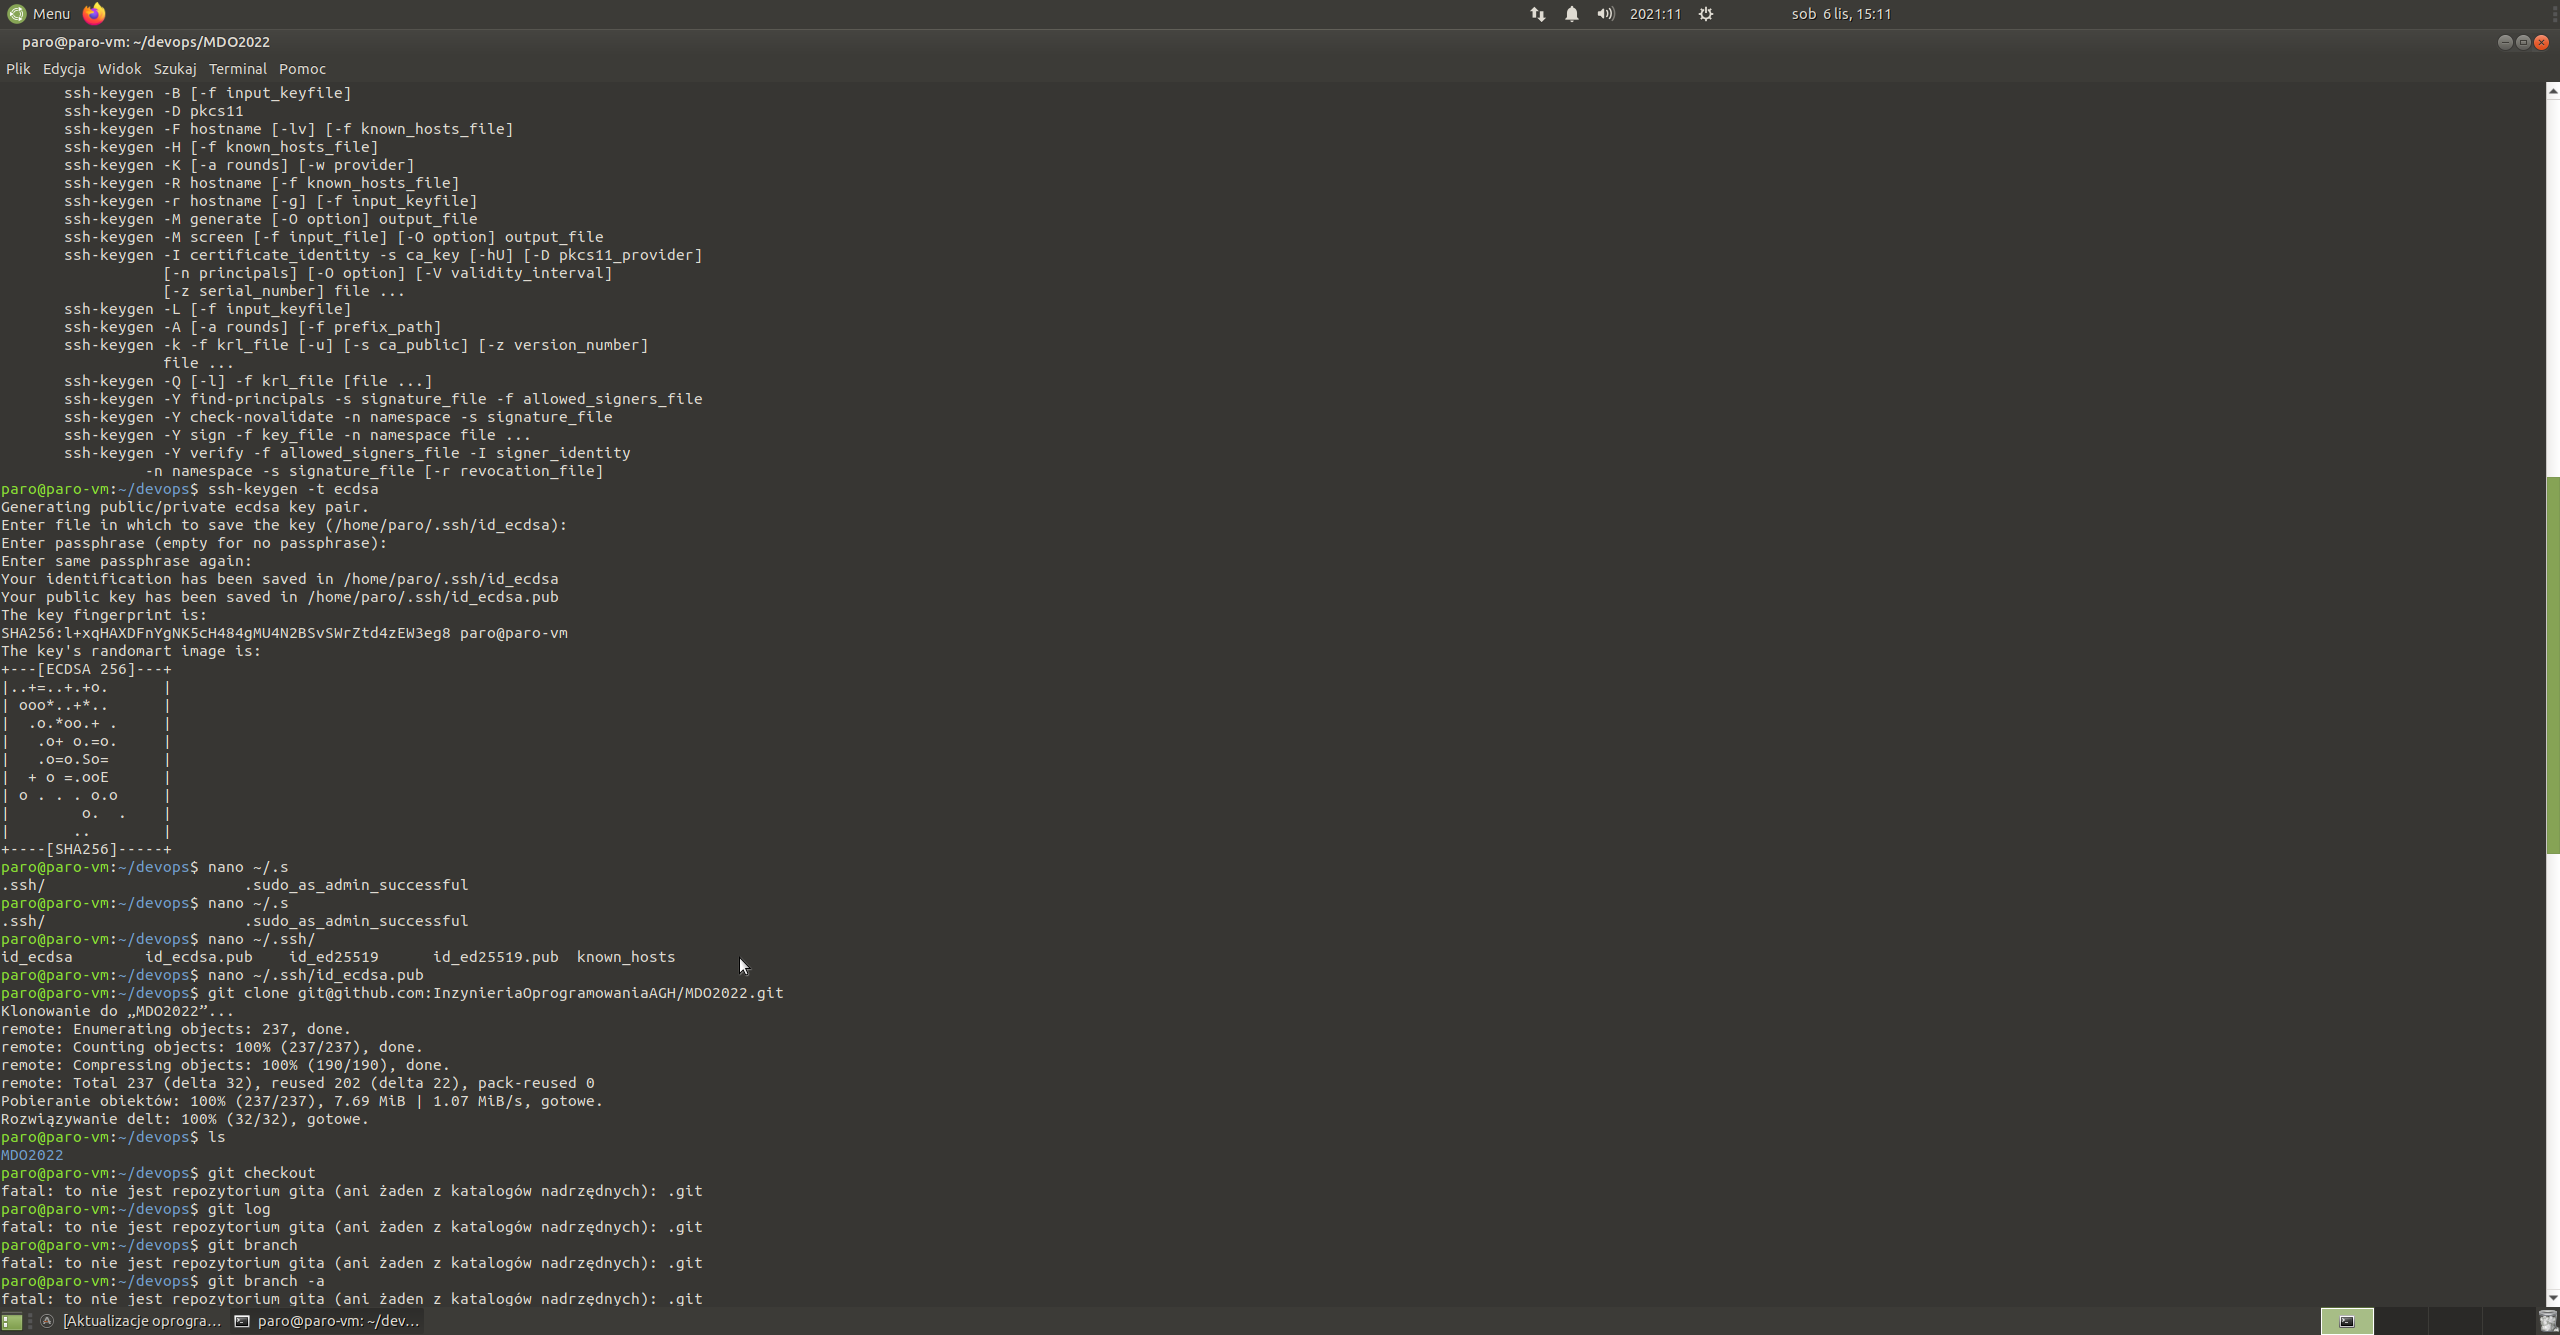 Menu
2021:11
sob 6 lis, 15:11
paro@paro-vm: ~/devops/MDO2022
Plik Edycja Widok Szukaj Terminal Pomoc
ssh-keygen -B [-f input_keyfile]
ssh-keygen -D pkcs11
ssh-keygen -F hostname [-lv] [-f known_hosts_file]
ssh-keygen -H [-f known_hosts_file]
ssh-keygen -K [-a rounds] [-w provider]
ssh-keygen -R hostname [-f known_hosts_file]
ssh-keygen -r hostname [-g] [-f input_keyfile]
ssh-keygen -M generate [-O option] output_file
ssh-keygen -M screen [-f input_file] [-O option] output_file
ssh-keygen -I certificate_identity -s ca_key [-hU] [-D pkcs11_provider]
[-n principals] [-O option] [-V validity_interval]
[-z serial_number] file ...
ssh-keygen -L [-f input_keyfile]
ssh-keygen -A [-a rounds] [-f prefix_path]
ssh-keygen -k -f krl_file [-u] [-s ca_public] [-z version_number]
file ...
ssh-keygen -Q [-l] -f krl_file [file ...]
ssh-keygen -Y find-principals -s signature_file -f allowed_signers_file
ssh-keygen -Y check-novalidate -n namespace -s signature_file
ssh-keygen -Y sign -f key_file -n namespace file ...
ssh-keygen -Y verify -f allowed_signers_file -I signer_identity
-n namespace -s signature_file [-r revocation_file]
paro@paro-vm:~/devops$ ssh-keygen -t ecdsa
Generating public/private ecdsa key pair.
Enter file in which to save the key (/home/paro/.ssh/id_ecdsa):
Enter passphrase (empty for no passphrase):
Enter same passphrase again:
Your identification has been saved in /home/paro/.ssh/id_ecdsa
Your public key has been saved in /home/paro/.ssh/id_ecdsa.pub
The key fingerprint is:
SHA256:l+xqHAXDFnYgNK5cH484gMU4N2BSvSWrZtd4zEW3eg8 paro@paro-vm
The key's randomart image is:
+---[ECDSA 256]---+
|..+=..+.+o.      |
| ooo*..+*..      |
|  .o.*oo.+ .     |
|   .o+ o.=o.     |
|   .o=o.So=      |
|  + o =.ooE      |
| o . . . o.o     |
|        o.  .    |
|       ..        |
+----[SHA256]-----+
paro@paro-vm:~/devops$ nano ~/.s
.ssh/                      .sudo_as_admin_successful
paro@paro-vm:~/devops$ nano ~/.s
.ssh/                      .sudo_as_admin_successful
paro@paro-vm:~/devops$ nano ~/.ssh/
id_ecdsa        id_ecdsa.pub    id_ed25519      id_ed25519.pub  known_hosts
paro@paro-vm:~/devops$ nano ~/.ssh/id_ecdsa.pub
paro@paro-vm:~/devops$ git clone git@github.com:InzynieriaOprogramowaniaAGH/MDO2022.git
Klonowanie do „MDO2022”...
remote: Enumerating objects: 237, done.
remote: Counting objects: 100% (237/237), done.
remote: Compressing objects: 100% (190/190), done.
remote: Total 237 (delta 32), reused 202 (delta 22), pack-reused 0
Pobieranie obiektów: 100% (237/237), 7.69 MiB | 1.07 MiB/s, gotowe.
Rozwiązywanie delt: 100% (32/32), gotowe.
paro@paro-vm:~/devops$ ls
MDO2022
paro@paro-vm:~/devops$ git checkout
fatal: to nie jest repozytorium gita (ani żaden z katalogów nadrzędnych): .git
paro@paro-vm:~/devops$ git log
fatal: to nie jest repozytorium gita (ani żaden z katalogów nadrzędnych): .git
paro@paro-vm:~/devops$ git branch
fatal: to nie jest repozytorium gita (ani żaden z katalogów nadrzędnych): .git
paro@paro-vm:~/devops$ git branch -a
fatal: to nie jest repozytorium gita (ani żaden z katalogów nadrzędnych): .git
[Aktualizacje oprogra...
paro@paro-vm: ~/dev...